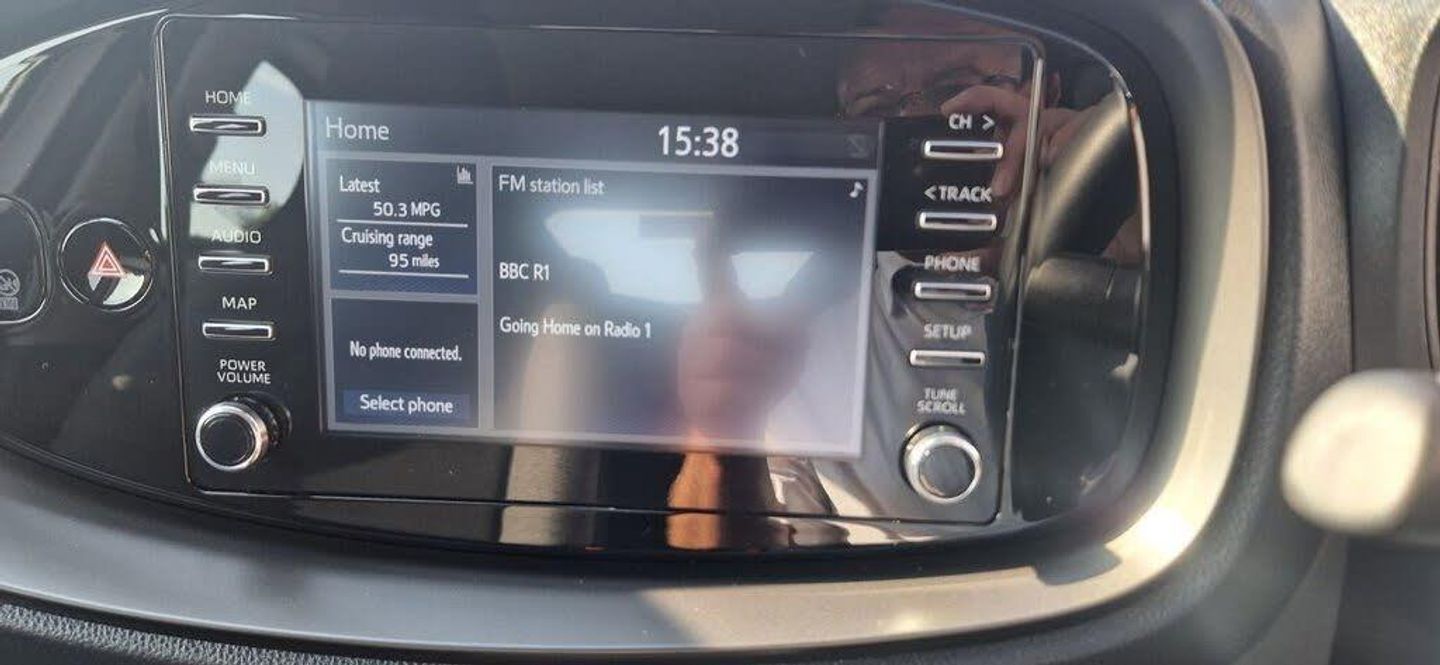 HOME
MENU
AUDIO
MAP
POWER
VOLUME
Home
15:38
Latest
50.3 MPG
Cruising range
95 miles
No phone connected.
Select phone
FM station list
BBC R1
Going Home on Radio 1
CH >
< TRACK
PHONE
SETUP
TUNE
SCROLL